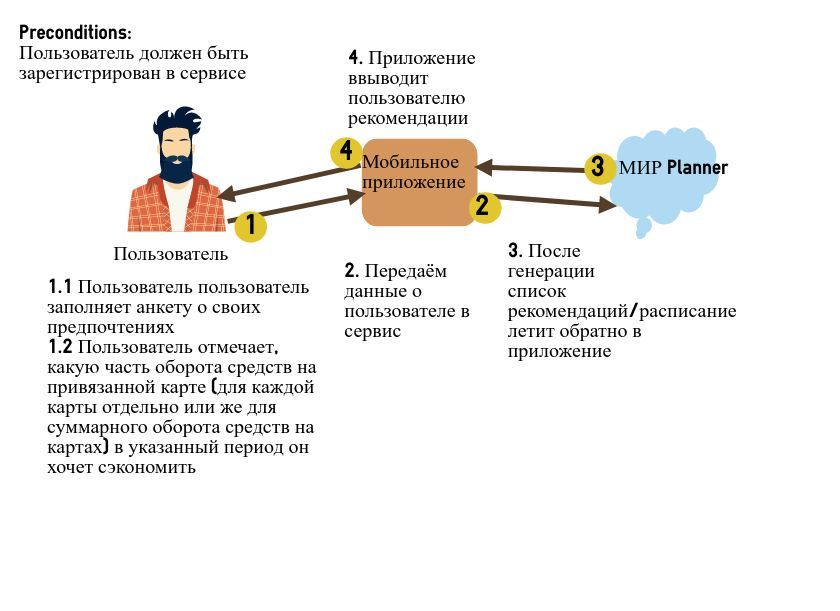 Preconditions:
Пользователь должен быть
зарегистрирован в сервисе
4. Приложение
ввыводит
пользователю
рекомендации
4
Мобильное
приложение
3
МИР Planner
2
1
Пользователь
1.1 Пользователь пользователь
заполняет анкету о своих
предпочтениях
1.2 Пользователь отмечает,
какую часть оборота средств на
привязанной карте (для каждой
карты отдельно или же для
суммарного оборота средств на
картах) в указанный период он
хочет сэкономить
2. Передаём
данные о
пользователе в
сервис
3. После
генерации
список
рекомендаций/расписание
летит обратно в
приложение